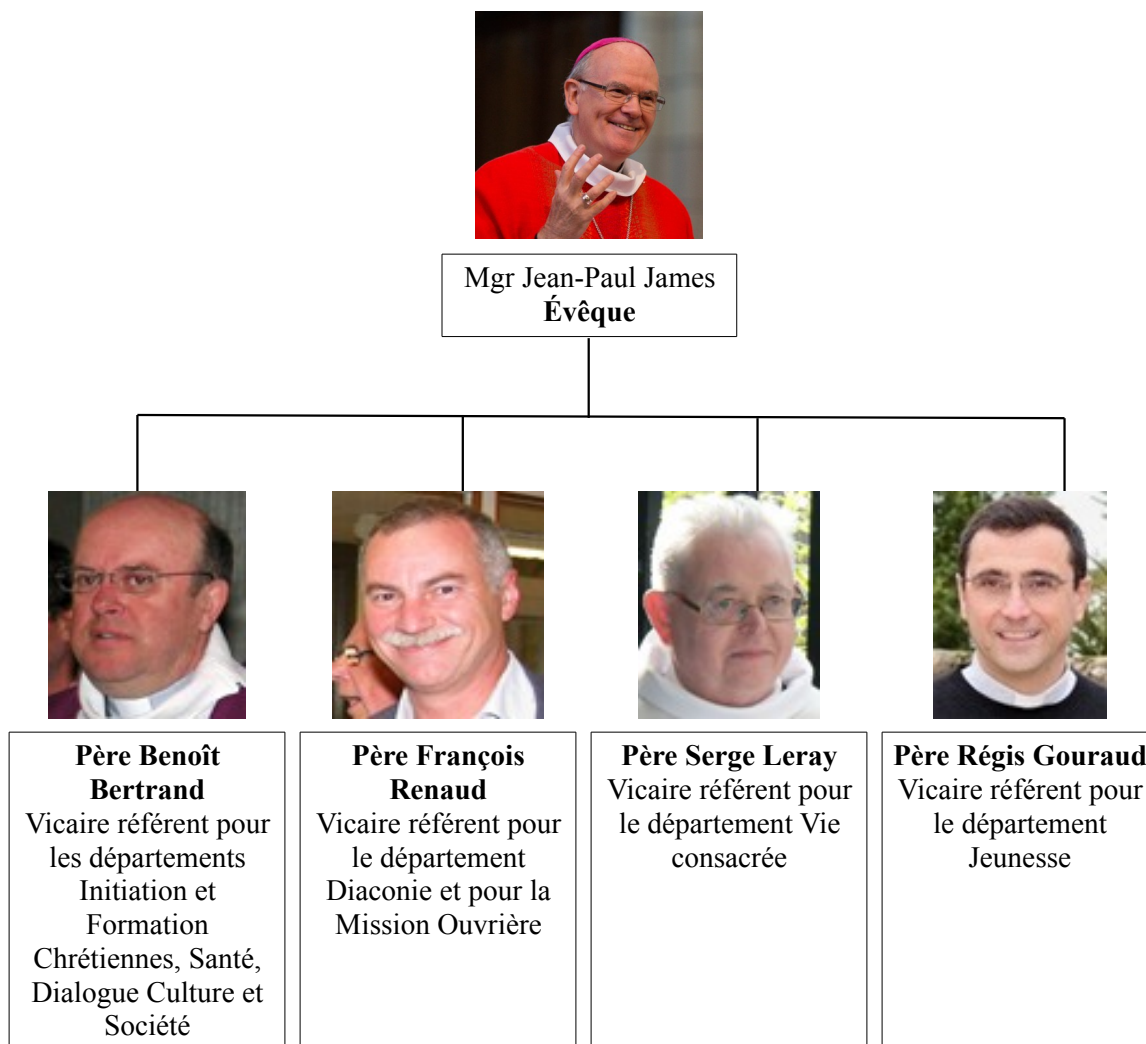 Mgr Jean-Paul James
Évêque
Père Benoît
Bertrand
Vicaire référent pour
les départements
Initiation et
Formation
Chrétiennes, Santé,
Dialogue Culture et
Société
Père François
Renaud
Vicaire référent pour
le département
Diaconie et pour la
Mission Ouvrière
Père Serge Leray
Vicaire référent pour
le département Vie
consacrée
Père Régis Gouraud
Vicaire référent pour
le département
Jeunesse